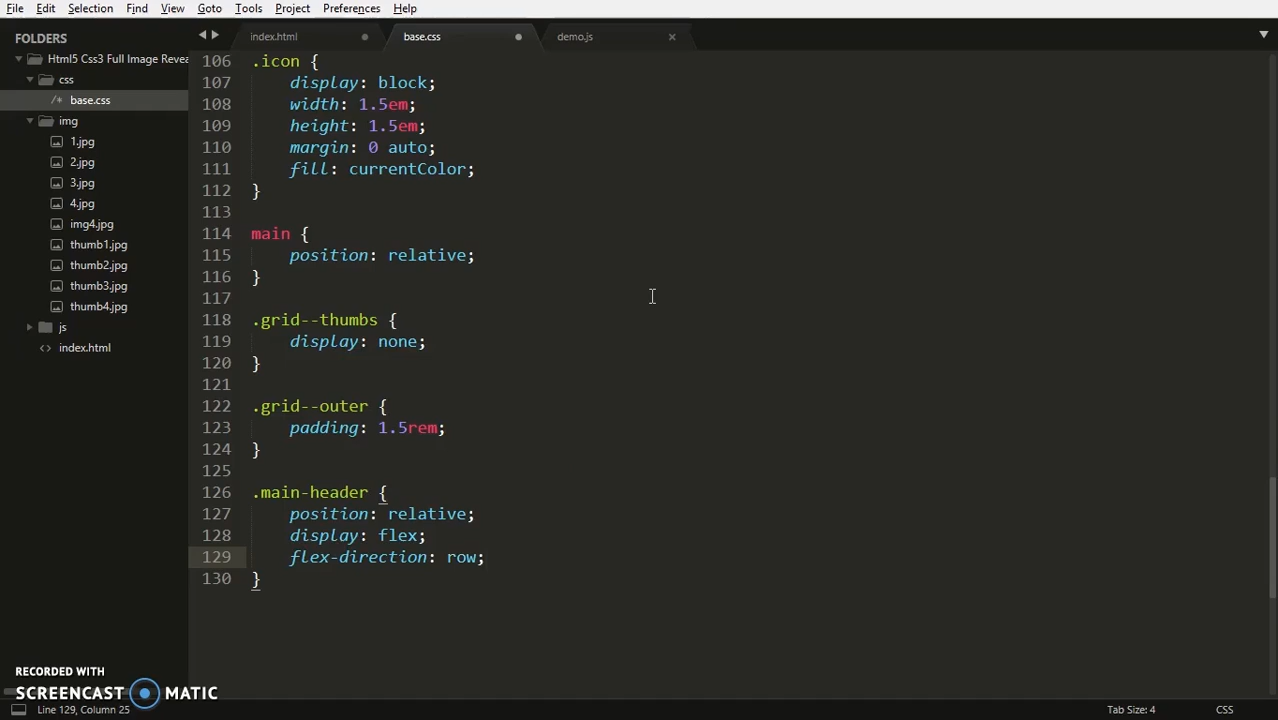 File Edit Selection Find View Goto Tools Project Preferences Help
FOLDERS
Html5 Css3 Full Image Revea
css
/* base.css
img
1.jpg
2.jpg
3.jpg
4.jpg
img4.jpg
thumb1.jpg
thumb2.jpg
thumb3.jpg
thumb4.jpg
js
<> index.html
index.html base.css demo.js
106 .icon {
107 display: block;
108 width: 1.5em;
109 height: 1.5em;
110 margin: 0 auto;
111 fill: currentColor;
112 }
113
114 main {
115 position: relative;
116 }
117
118 .grid--thumbs {
119 display: none;
120 }
121
122 .grid--outer {
123 padding: 1.5rem;
124 }
125
126 .main-header {
127 position: relative;
128 display: flex;
129 flex-direction: row;
130 }
RECORDED WITH
SCREENCAST MATIC
Line 129, Column 25 Tab Size: 4 CSS